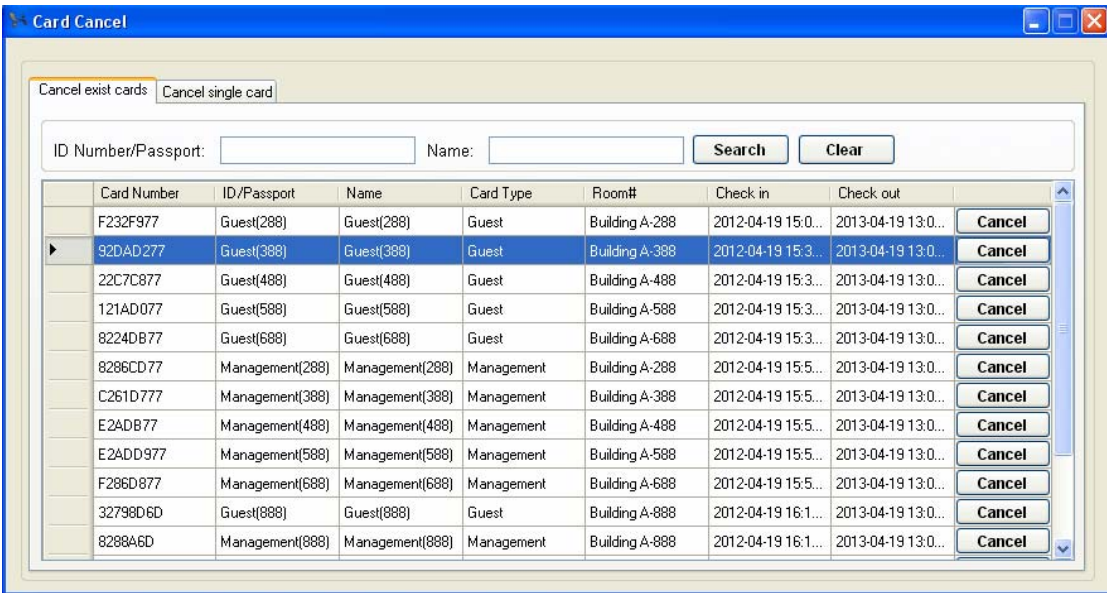 Card Cancel
Cancel exist cards Cancel single card
ID Number/Passport: Name: Search Clear
Card Number ID/Passport Name Card Type Room# Check in Check out
F232F977 Guest(288) Guest(288) Guest Building A-288 2012-04-19 15:0... 2013-04-19 13:0... Cancel
92DAD277 Guest(388) Guest(388) Guest Building A-388 2012-04-19 15:3... 2013-04-19 13:0... Cancel
22C7C877 Guest(488) Guest(488) Guest Building A-488 2012-04-19 15:3... 2013-04-19 13:0... Cancel
121AD077 Guest(588) Guest(588) Guest Building A-588 2012-04-19 15:3... 2013-04-19 13:0... Cancel
8224DB77 Guest(688) Guest(688) Guest Building A-688 2012-04-19 15:3... 2013-04-19 13:0... Cancel
8286CD77 Management(288) Management(288) Management Building A-288 2012-04-19 15:5... 2013-04-19 13:0... Cancel
C261D777 Management(388) Management(388) Management Building A-388 2012-04-19 15:5... 2013-04-19 13:0... Cancel
E2ADB77 Management(488) Management(488) Management Building A-488 2012-04-19 15:5... 2013-04-19 13:0... Cancel
E2ADD977 Management(588) Management(588) Management Building A-588 2012-04-19 15:5... 2013-04-19 13:0... Cancel
F286D877 Management(688) Management(688) Management Building A-688 2012-04-19 15:5... 2013-04-19 13:0... Cancel
32798D6D Guest(888) Guest(888) Guest Building A-888 2012-04-19 16:1... 2013-04-19 13:0... Cancel
8288A6D Management(888) Management(888) Management Building A-888 2012-04-19 16:1... 2013-04-19 13:0... Cancel